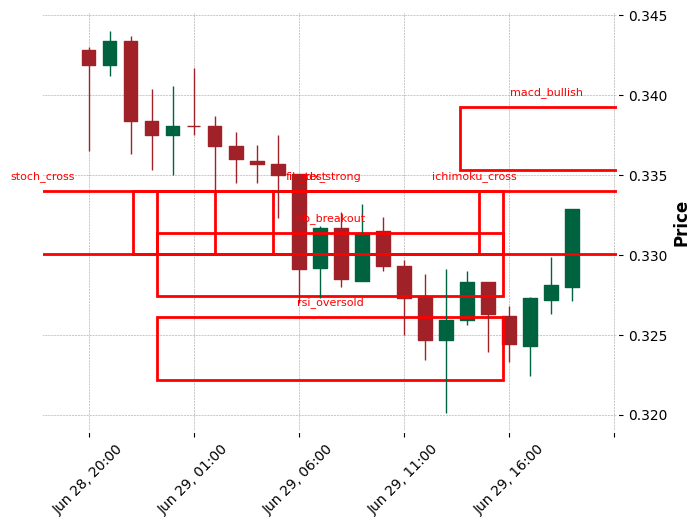 0.345
0.340
0.335
0.330
0.325
0.320
Price
macd_bullish
stoch_cross
ichimoku_cross
rsi_oversold
Jun 28, 20:00
Jun 29, 01:00
Jun 29, 06:00
Jun 29, 11:00
Jun 29, 16:00